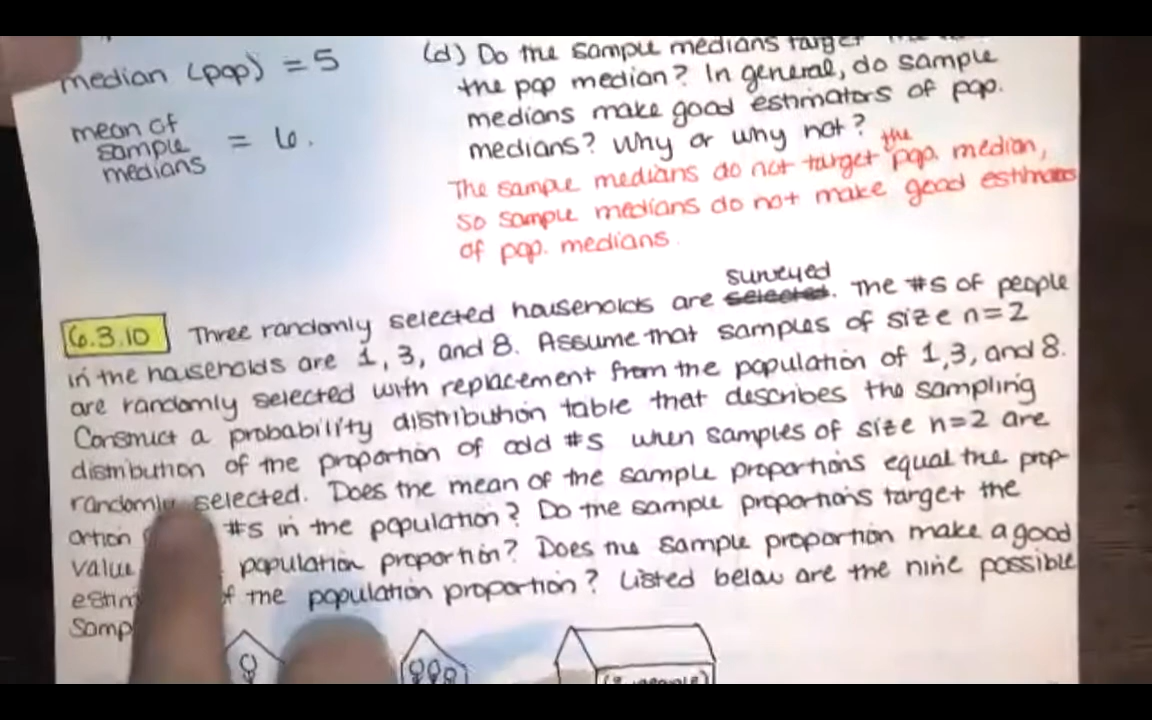 median (pop) = 5
mean of
sample
medians
= 6.
(d) Do the sample medians target
the pop median? In general, do sample
medians make good estimators of pop.
medians? Why or why not?
the
The sample medians do not target pop. median,
so sample medians do not make good
of pop. medians.
surveyed
6.3.10 Three randomly selected households are selected. The #s of people
in the households are 1, 3, and 8. Assume that samples of size n=2
are randomly selected with replacement from the population of 1,3, and 8.
Construct a probability distribution table that describes the sampling
distribution of the proportion of odd #s when samples of size n=2 are
randomly selected. Does the mean of the sample proportions equal the prop-
ortion #s in the population? Do the sample proportions target the
value population proportion? Does the sample proportion make a good
of the population proportion? Listed below are the nine possible